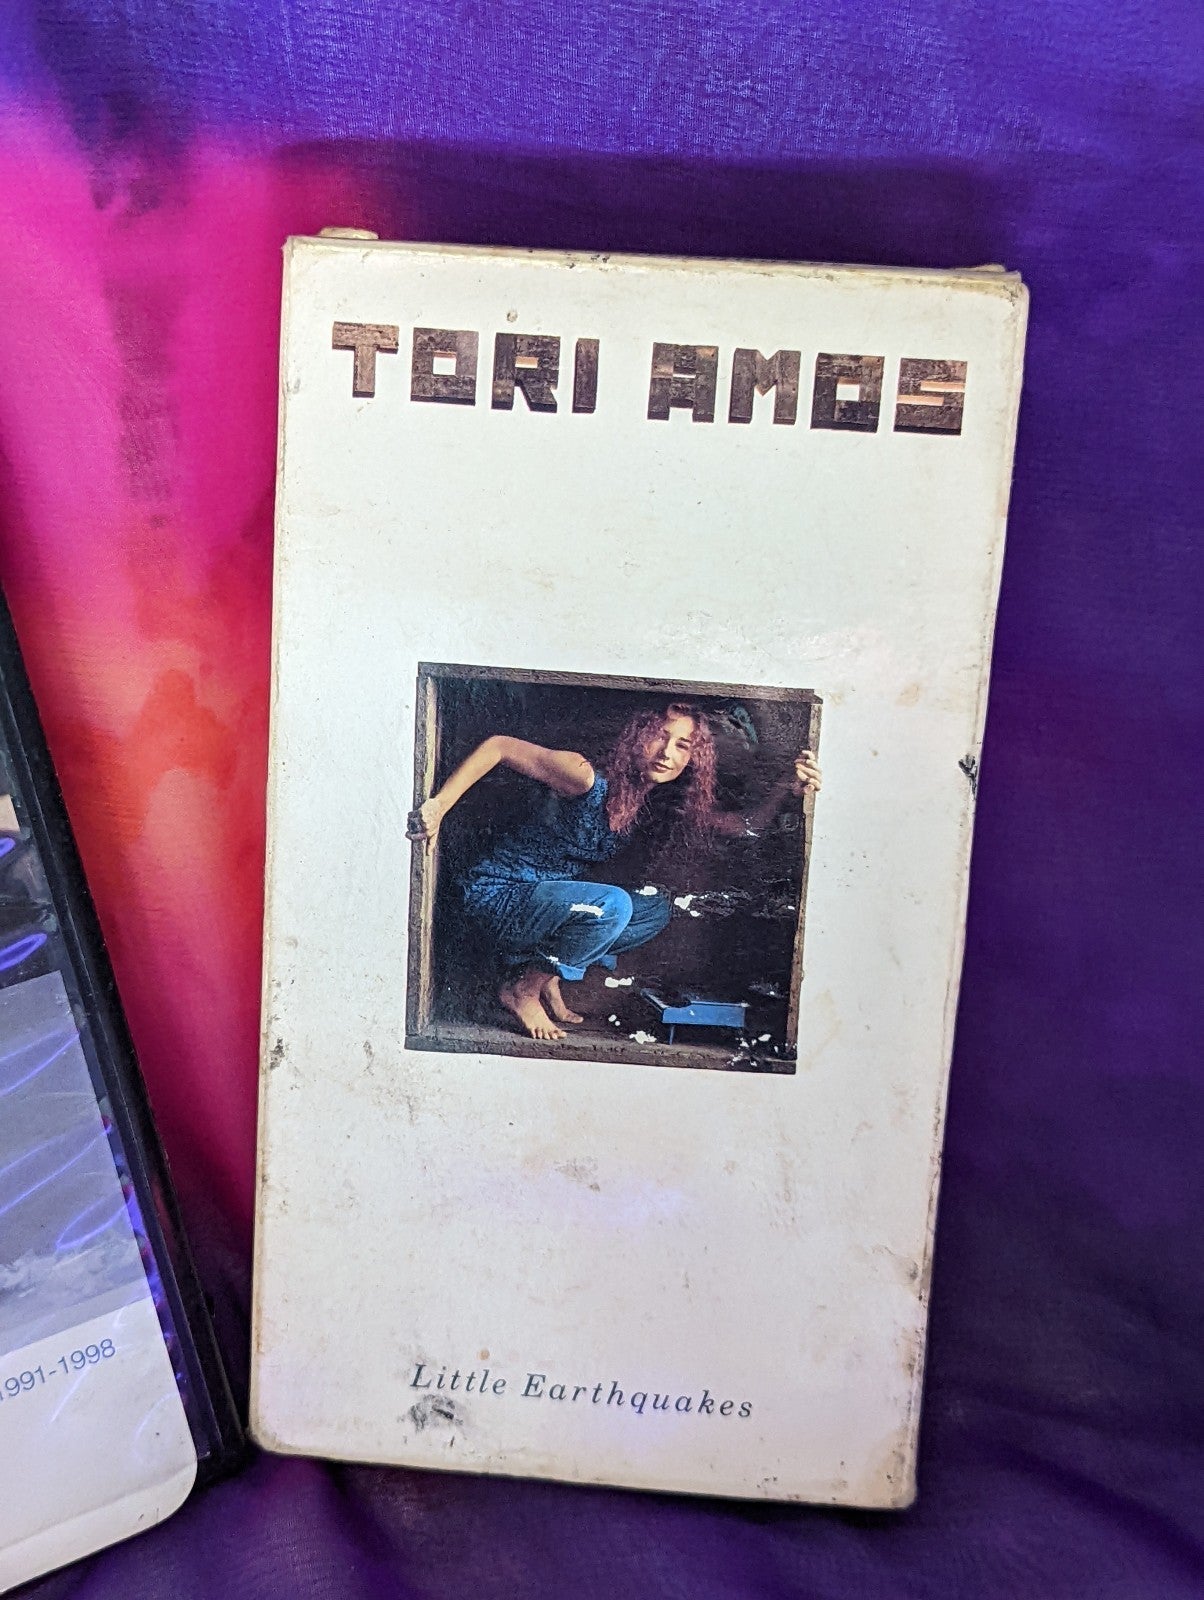 TORI AMOS
Little Earthquakes
1991-1998